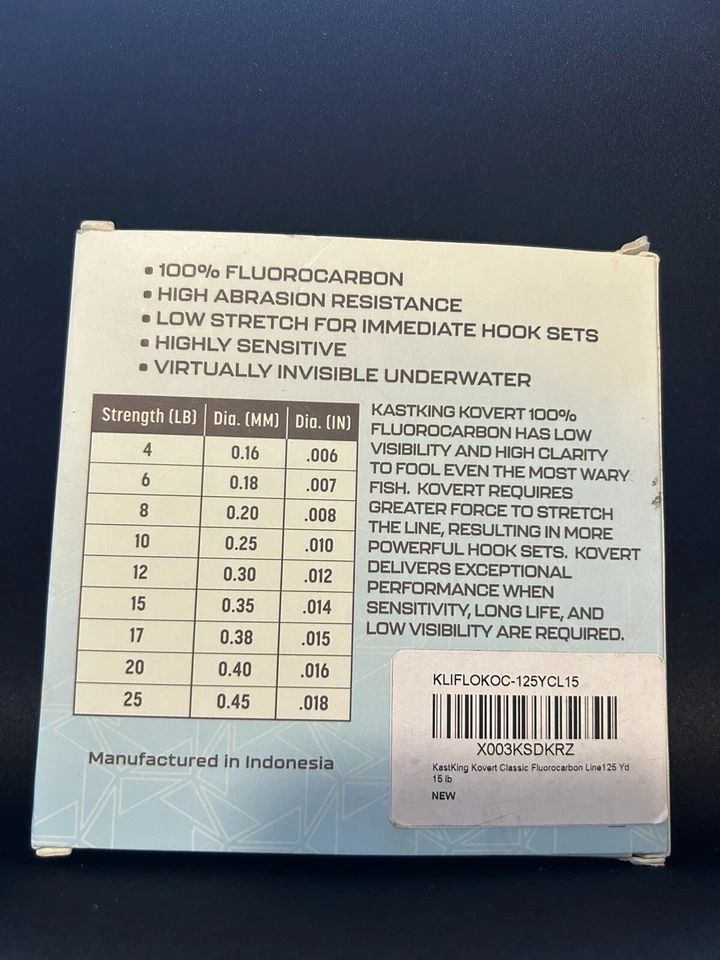 • 100% FLUOROCARBON
• HIGH ABRASION RESISTANCE
• LOW STRETCH FOR IMMEDIATE HOOK SETS
• HIGHLY SENSITIVE
• VIRTUALLY INVISIBLE UNDERWATER
Strength (LB) Dia. (MM) Dia. (IN)
4 0.16 .006
6 0.18 .007
8 0.20 .008
10 0.25 .010
12 0.30 .012
15 0.35 .014
17 0.38 .015
20 0.40 .016
25 0.45 .018
KASTKING KOVERT 100%
FLUOROCARBON HAS LOW
VISIBILITY AND HIGH CLARITY
TO FOOL EVEN THE MOST WARY
FISH. KOVERT REQUIRES
GREATER FORCE TO STRETCH
THE LINE, RESULTING IN MORE
POWERFUL HOOK SETS. KOVERT
DELIVERS EXCEPTIONAL
PERFORMANCE WHEN
SENSITIVITY, LONG LIFE, AND
LOW VISIBILITY ARE REQUIRED.
Manufactured in Indonesia
KLIFLOKOC-125YCL15
X003KSDKRZ
KastKing Kovert Classic Fluorocarbon Line125 Yd
15 lb
NEW